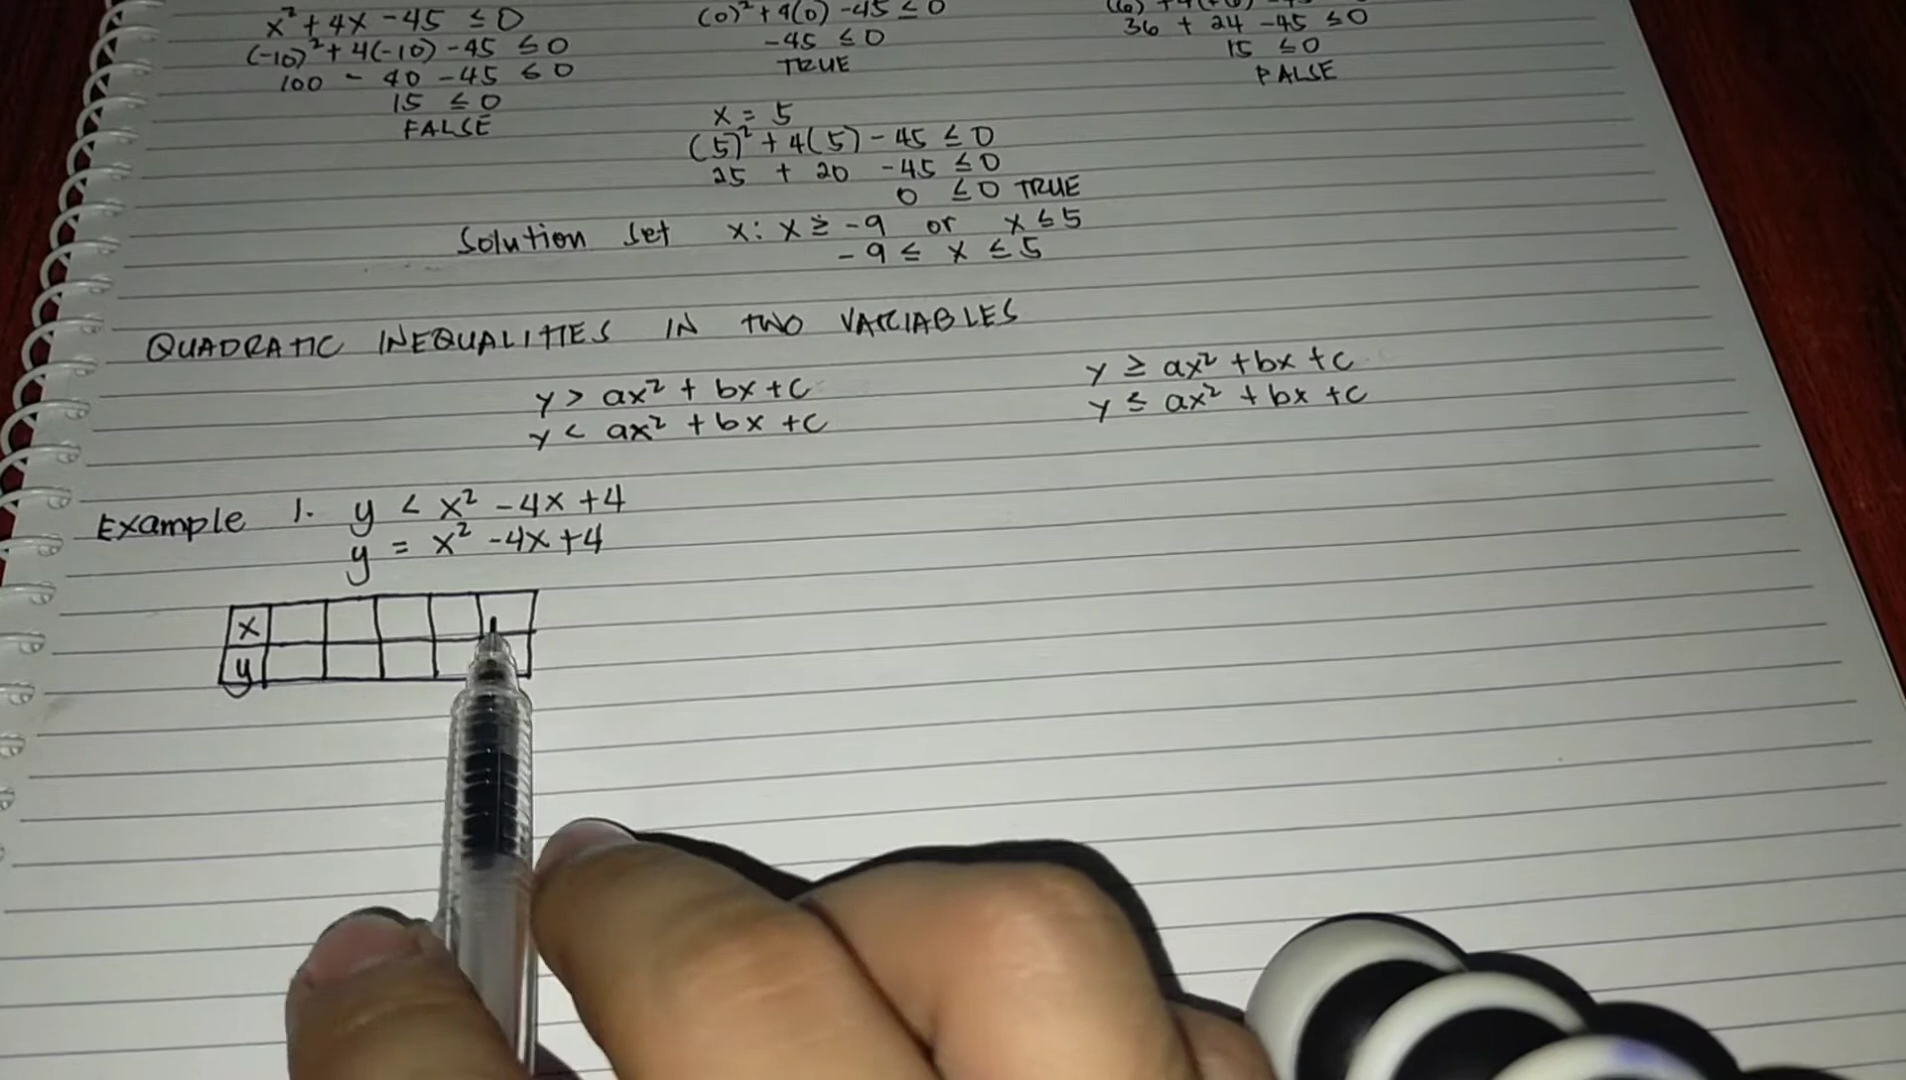 x² + 4x - 45 ≤ 0
(-10)² + 4(-10) - 45 ≤ 0
100 - 40 - 45 ≤ 0
15 ≤ 0
FALSE
(0)² + 4(0) - 45 ≤ 0
-45 ≤ 0
TRUE
36 + 24 - 45 ≤ 0
15 ≤ 0
FALSE
x = 5
(5)² + 4(5) - 45 ≤ 0
25 + 20 - 45 ≤ 0
0 ≤ 0 TRUE
Solution set x: x ≥ -9 or x ≤ 5
-9 ≤ x ≤ 5
QUADRATIC INEQUALITIES IN TWO VARIABLES
y > ax² + bx + c
y < ax² + bx + c
y ≥ ax² + bx + c
y ≤ ax² + bx + c
Example 1. y < x² - 4x + 4
y = x² - 4x + 4
x
y